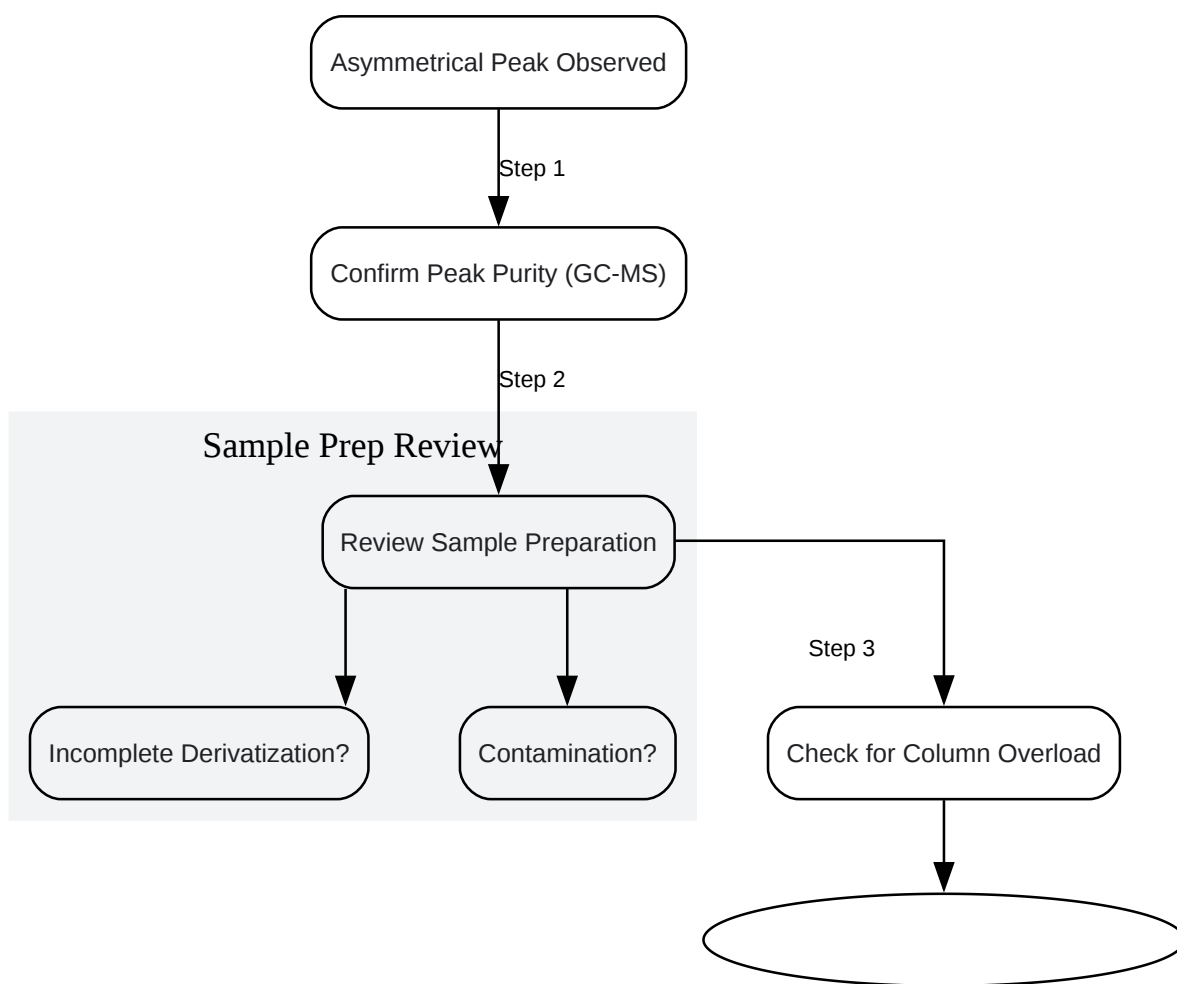 Asymmetrical Peak Observed
Step 1
Confirm Peak Purity (GC-MS)
Step 2
Sample Prep Review
Review Sample Preparation
Step 3
Incomplete Derivatization?
Contamination?
Check for Column Overload